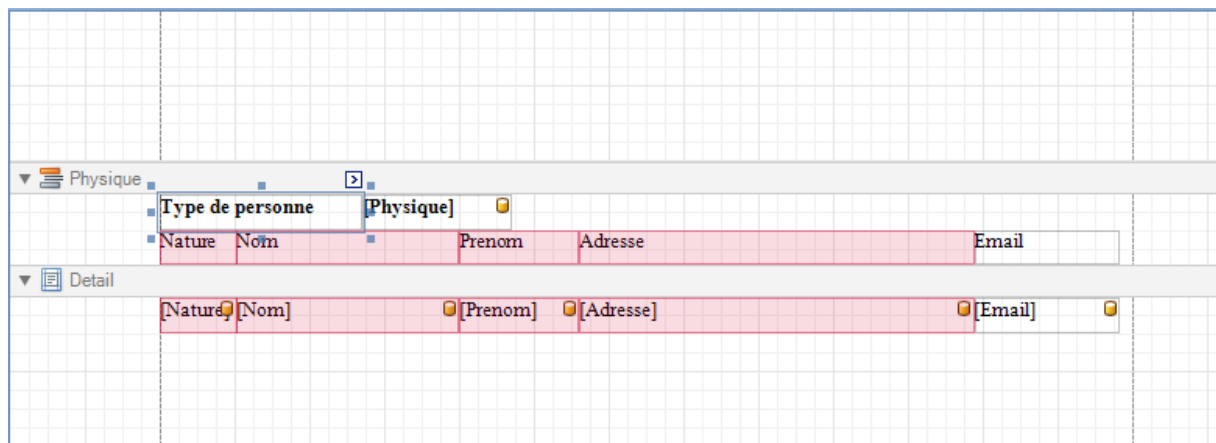 Physique
Type de personne [Physique]
Nature Nom Prenom Adresse Email
Detail
[Nature] [Nom] [Prenom] [Adresse] [Email]